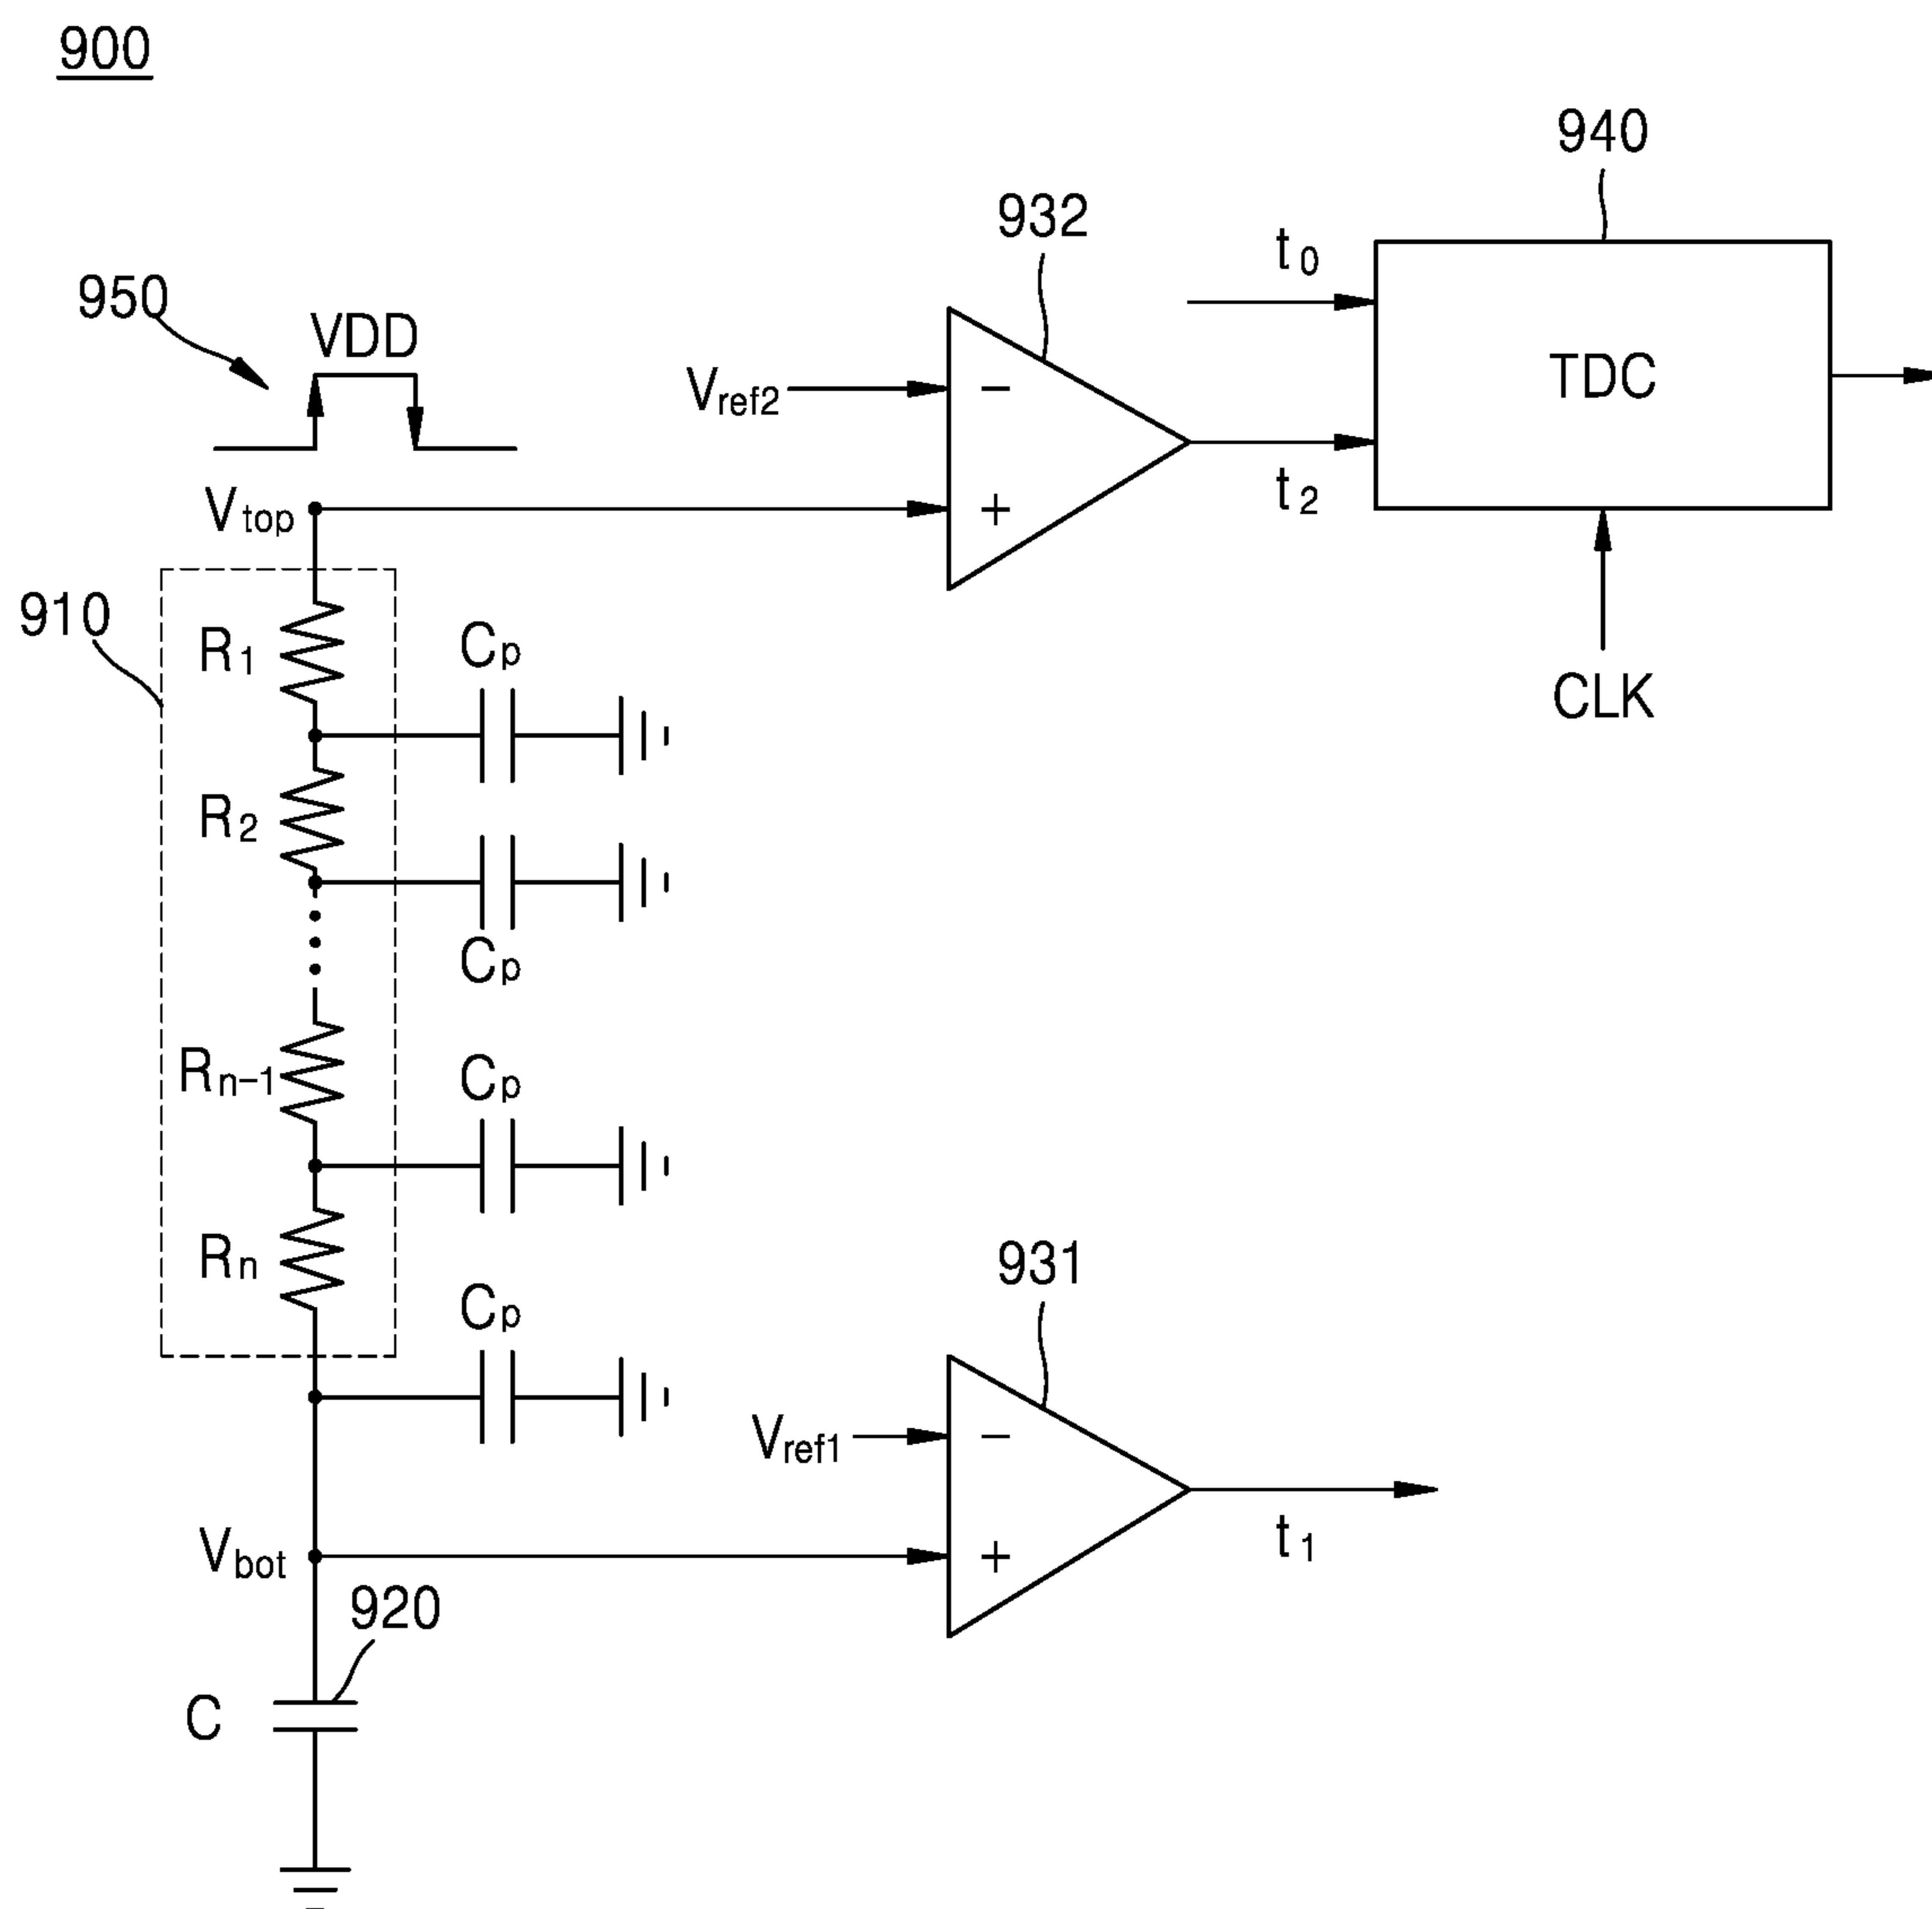 900
940
932
t0
950
VDD
Vref2
−
TDC
t2
Vtop
+
910
R1
Cp
CLK
R2
Cp
Rn−1
Cp
931
Rn
Cp
Vref1
−
t1
Vbot
+
920
C